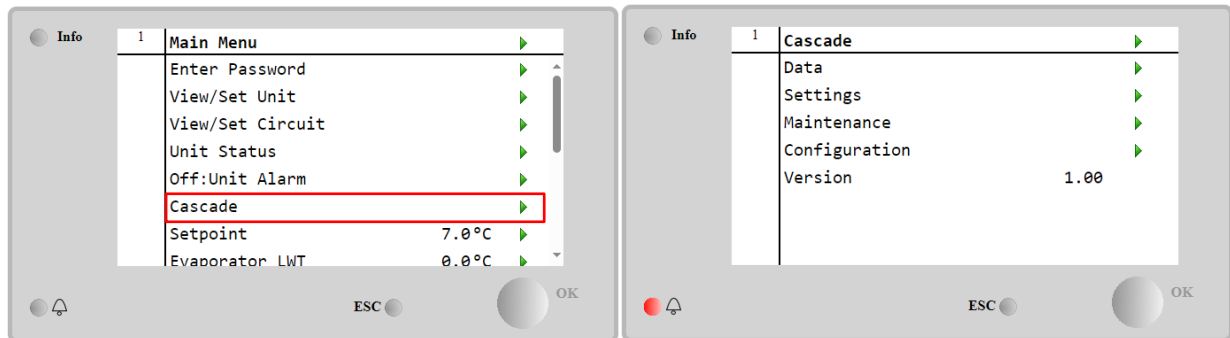 Info
1 Main Menu
Enter Password
View/Set Unit
View/Set Circuit
Unit Status
Off:Unit Alarm
Cascade
Setpoint 7.0°C
Evaporator LWT 0.0°C
ESC
OK
Info
1 Cascade
Data
Settings
Maintenance
Configuration
Version 1.00
ESC
OK